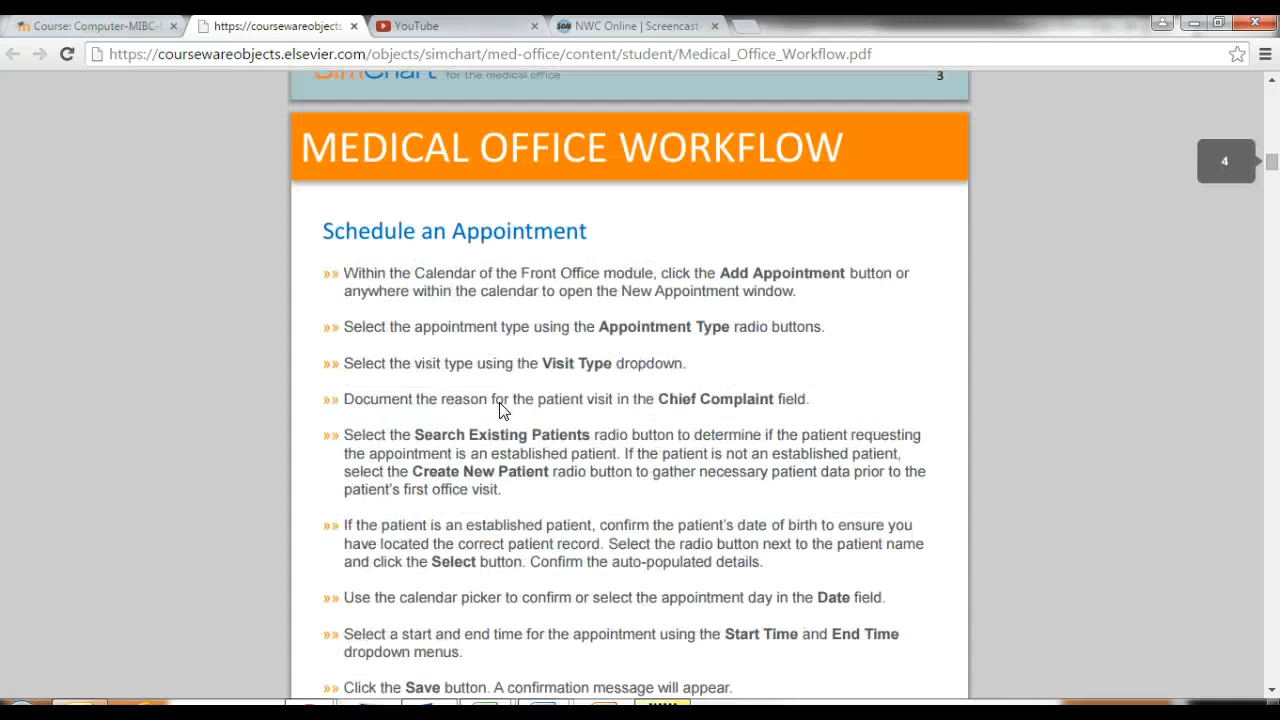 Course: Computer-MIBC-
https://coursewareobjects
YouTube
NWC Online | Screencast-
https://coursewareobjects.elsevier.com/objects/simchart/med-office/content/student/Medical_Office_Workflow.pdf
SimChart for the medical office
3
MEDICAL OFFICE WORKFLOW
4
Schedule an Appointment
»» Within the Calendar of the Front Office module, click the Add Appointment button or
anywhere within the calendar to open the New Appointment window.
»» Select the appointment type using the Appointment Type radio buttons.
»» Select the visit type using the Visit Type dropdown.
»» Document the reason for the patient visit in the Chief Complaint field.
»» Select the Search Existing Patients radio button to determine if the patient requesting
the appointment is an established patient. If the patient is not an established patient,
select the Create New Patient radio button to gather necessary patient data prior to the
patient’s first office visit.
»» If the patient is an established patient, confirm the patient’s date of birth to ensure you
have located the correct patient record. Select the radio button next to the patient name
and click the Select button. Confirm the auto-populated details.
»» Use the calendar picker to confirm or select the appointment day in the Date field.
»» Select a start and end time for the appointment using the Start Time and End Time
dropdown menus.
»» Click the Save button. A confirmation message will appear.